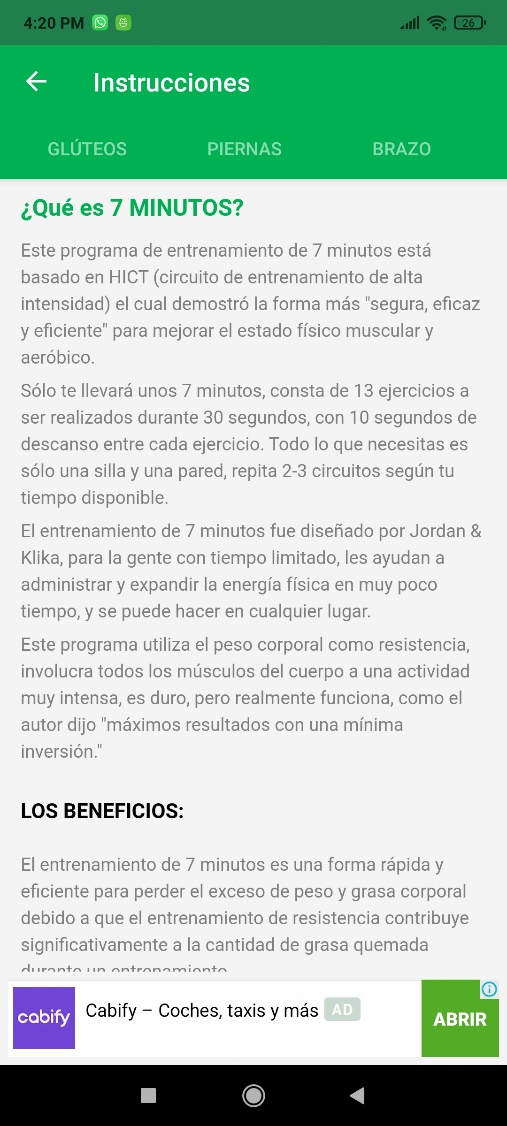 4:20 PM
26
Instrucciones
GLÚTEOS PIERNAS BRAZO
¿Qué es 7 MINUTOS?
Este programa de entrenamiento de 7 minutos está
basado en HICT (circuito de entrenamiento de alta
intensidad) el cual demostró la forma más "segura, eficaz
y eficiente" para mejorar el estado físico muscular y
aeróbico.
Sólo te llevará unos 7 minutos, consta de 13 ejercicios a
ser realizados durante 30 segundos, con 10 segundos de
descanso entre cada ejercicio. Todo lo que necesitas es
sólo una silla y una pared, repita 2-3 circuitos según tu
tiempo disponible.
El entrenamiento de 7 minutos fue diseñado por Jordan &
Klika, para la gente con tiempo limitado, les ayudan a
administrar y expandir la energía física en muy poco
tiempo, y se puede hacer en cualquier lugar.
Este programa utiliza el peso corporal como resistencia,
involucra todos los músculos del cuerpo a una actividad
muy intensa, es duro, pero realmente funciona, como el
autor dijo "máximos resultados con una mínima
inversión."
LOS BENEFICIOS:
El entrenamiento de 7 minutos es una forma rápida y
eficiente para perder el exceso de peso y grasa corporal
debido a que el entrenamiento de resistencia contribuye
significativamente a la cantidad de grasa quemada
durante un entrenamiento
cabify
Cabify – Coches, taxis y más AD
ABRIR